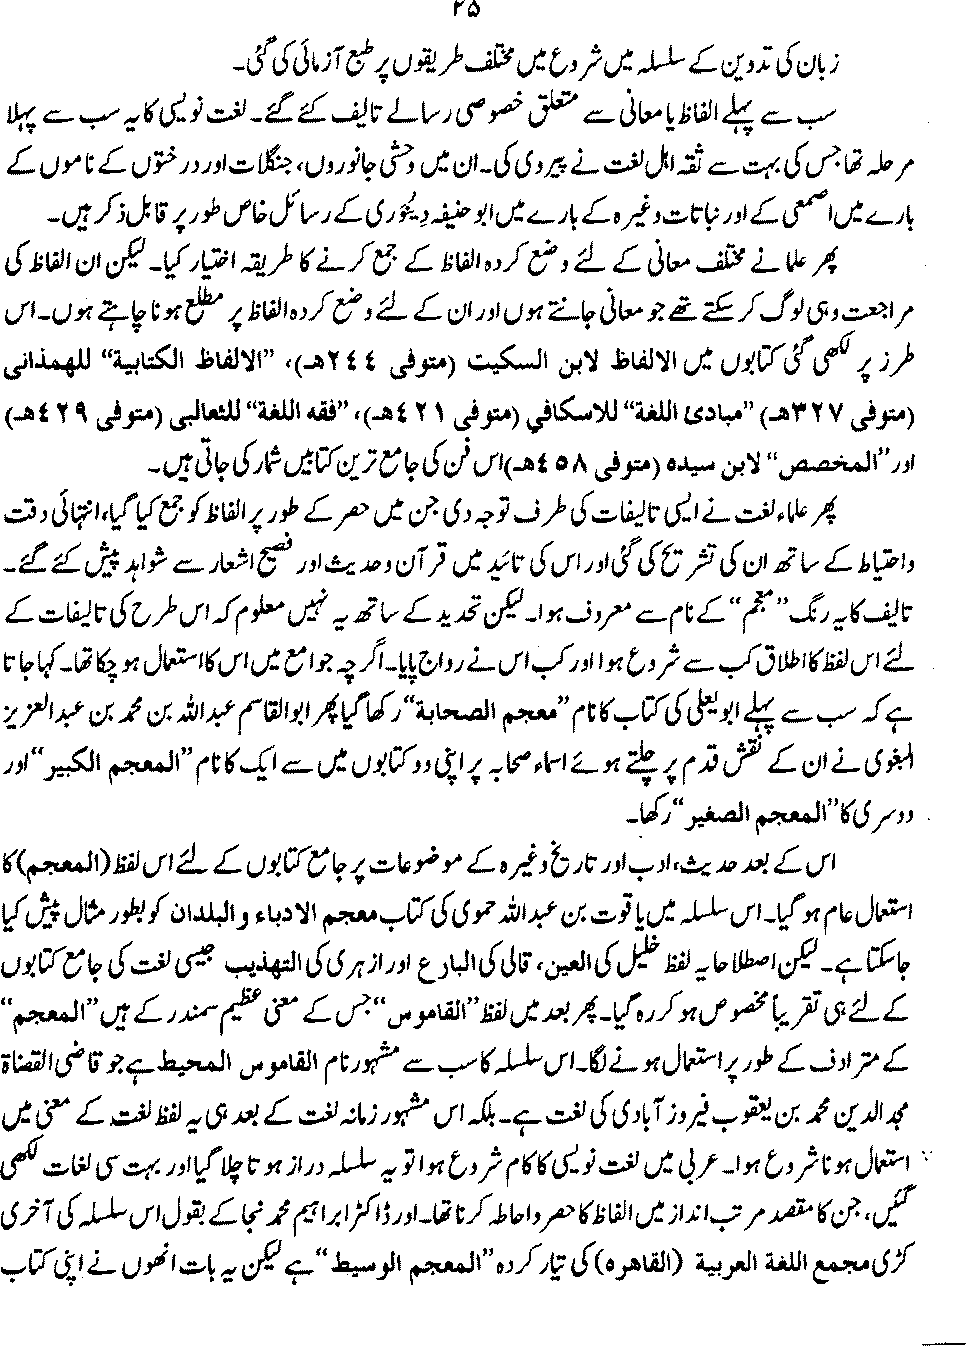 ۲۵
زبان کی تدوین کے سلسلہ میں شروع میں مختلف طریقوں پر طبع آزمائی کی گئی۔
سب سے پہلے الفاظ یا معانی سے متعلق خصوصی رسالے تالیف کئے گئے۔ لغت نویسی کا یہ سب سے پہلا
مرحلہ تھا جس کی بہت سے ثقہ اہل لغت نے پیروی کی۔ ان میں وحشی جانوروں، جنگلات اور درختوں کے ناموں کے
بارے میں اصمعی کے اور نباتات وغیرہ کے بارے میں ابو حنیفہ دینوری کے رسائل خاص طور پر قابل ذکر ہیں۔
پھر علما نے مختلف معانی کے لئے وضع کردہ الفاظ کے جمع کرنے کا طریقہ اختیار کیا۔ لیکن ان الفاظ کی
مراجعت وہی لوگ کر سکتے تھے جو معانی جانتے ہوں اور ان کے لئے وضع کردہ الفاظ پر مطلع ہونا چاہتے ہوں۔ اس
طرز پر لکھی گئی کتابوں میں الالفاظ لابن السکیت (متوفی ۲٤٤ھ)، ”الالفاظ الکتابیة“ للهمذانی
(متوفی ۳۲۷ھ) ”مبادئ اللغة“ للاسکافي (متوفی ٤۲۱ھ)، ”فقه اللغة“ للثعالبی (متوفی ٤۲۹ھ)
اور ”المخصص“ لابن سیده (متوفی ٤٥۸ھ) اس فن کی جامع ترین کتابیں شمار کی جاتی ہیں۔
پھر علماء لغت نے ایسی تالیفات کی طرف توجہ دی جن میں حصر کے طور پر الفاظ کو جمع کیا گیا، انتہائی دقت
واحتیاط کے ساتھ ان کی تشریح کی گئی اور اس کی تائید میں قرآن وحدیث اور فصیح اشعار سے شواہد پیش کئے گئے۔
تالیف کا یہ رنگ ”معجم“ کے نام سے معروف ہوا۔ لیکن تحدید کے ساتھ یہ نہیں معلوم کہ اس طرح کی تالیفات کے
لئے اس لفظ کا اطلاق کب سے شروع ہوا اور کب اس نے رواج پایا۔ اگرچہ جوامع میں اس کا استعمال ہو چکا تھا۔ کہا جاتا
ہے کہ سب سے پہلے ابو یعلی کی کتاب کا نام ”معجم الصحابة“ رکھا گیا پھر ابوالقاسم عبداللہ بن محمد بن عبدالعزیز
البغوی نے ان کے نقش قدم پر چلتے ہوئے اسماء صحابہ پر اپنی دو کتابوں میں سے ایک کا نام ”المعجم الکبیر“ اور
دوسری کا ”المعجم الصغیر“ رکھا۔
اس کے بعد حدیث، ادب اور تاریخ وغیرہ کے موضوعات پر جامع کتابوں کے لئے اس لفظ (المعجم) کا
استعمال عام ہو گیا۔ اس سلسلہ میں یاقوت بن عبداللہ حموی کی کتاب معجم الادباء و البلدان کو بطور مثال پیش کیا
جا سکتا ہے۔ لیکن اصطلاحا یہ لفظ خلیل کی العین، قالی کی البارع اور ازہری کی التهذیب جیسی لغت کی جامع کتابوں
کے لئے ہی تقریباً مخصوص ہو کر رہ گیا۔ پھر بعد میں لفظ ”القاموس“ جس کے معنی عظیم سمندر کے ہیں ”المعجم“
کے مترادف کے طور پر استعمال ہونے لگا۔ اس سلسلہ کا سب سے مشہور نام القاموس المحیط ہے جو قاضی القضاة
مجد الدین محمد بن یعقوب فیروز آبادی کی لغت ہے۔ بلکہ اس مشہور زمانہ لغت کے بعد ہی یہ لفظ لغت کے معنی میں
استعمال ہونا شروع ہوا۔ عربی میں لغت نویسی کا کام شروع ہوا تو یہ سلسلہ دراز ہوتا چلا گیا اور بہت سی لغات لکھی
گئیں، جن کا مقصد مرتب انداز میں الفاظ کا حصر واحاطہ کرنا تھا۔ اور ڈاکٹر ابراہیم محمد نجا کے بقول اس سلسلہ کی آخری
کڑی مجمع اللغة العربیة (القاهره) کی تیار کردہ ”المعجم الوسیط“ ہے لیکن یہ بات انھوں نے اپنی کتاب